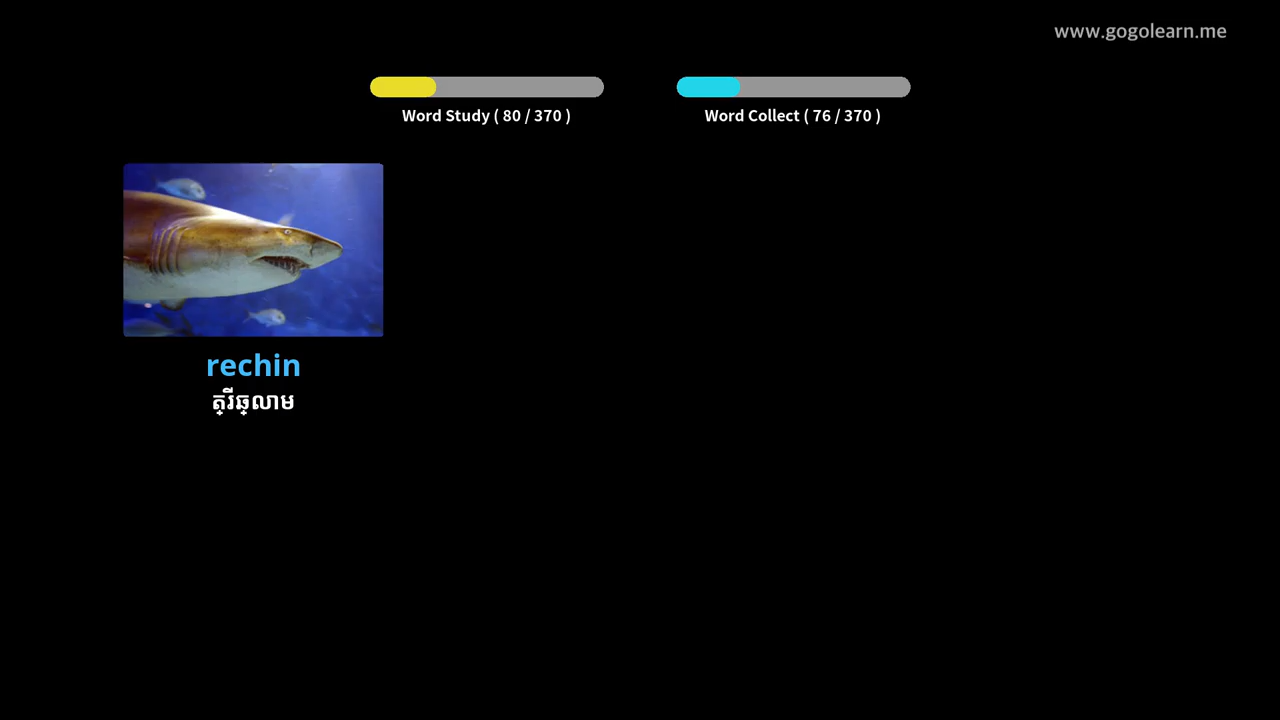 www.gogolearn.me
Word Study ( 80 / 370 )
Word Collect ( 76 / 370 )
rechin
ត្រីឆ្លាម